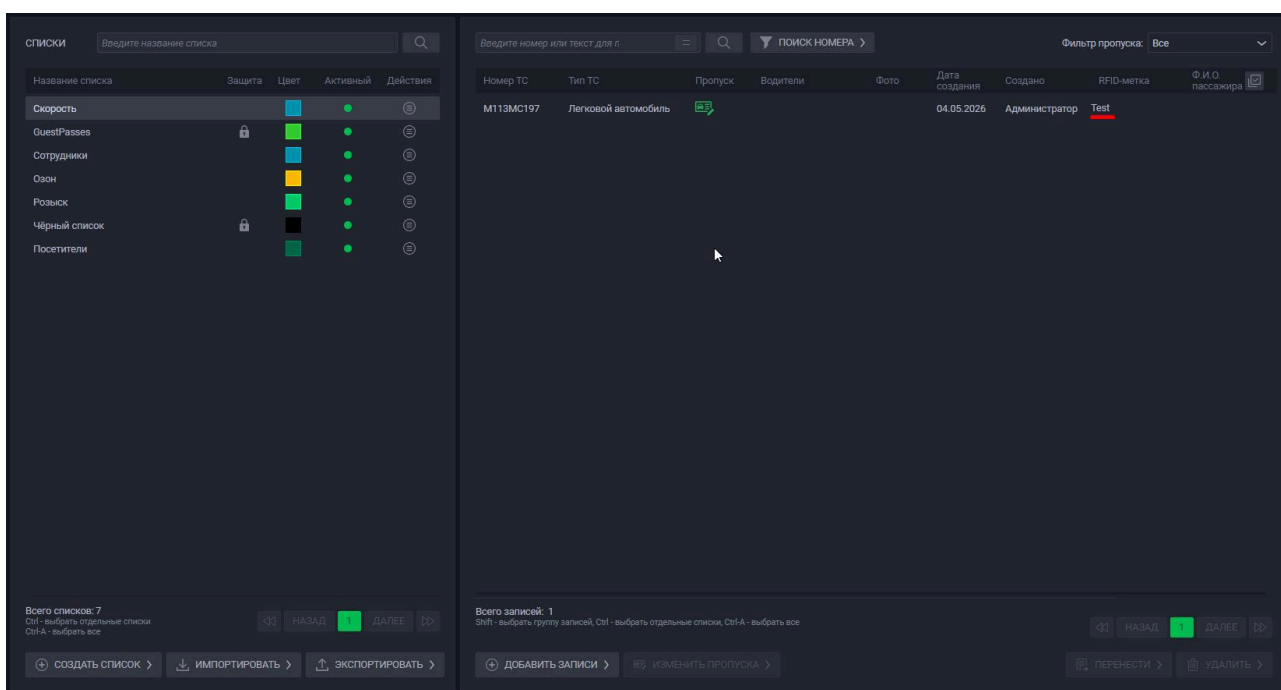 СПИСКИ
Введите название списка
Название списка Защита Цвет Активный Действия
Скорость
GuestPasses
Сотрудники
Озон
Розыск
Чёрный список
Посетители
Всего списков: 7
Ctrl - выбрать отдельные списки
Ctrl-A - выбрать все
НАЗАД 1 ДАЛЕЕ
СОЗДАТЬ СПИСОК ИМПОРТИРОВАТЬ ЭКСПОРТИРОВАТЬ
Введите номер или текст для п = ПОИСК НОМЕРА Фильтр пропуска: Все
Номер ТС Тип ТС Пропуск Водители Фото Дата создания Создано RFID-метка Ф.И.О. пассажира
М113МС197 Легковой автомобиль 04.05.2026 Администратор Test
Всего записей: 1
Shift - выбрать группу записей, Ctrl - выбрать отдельные списки, Ctrl-A - выбрать все
НАЗАД 1 ДАЛЕЕ
ДОБАВИТЬ ЗАПИСИ ИЗМЕНИТЬ ПРОПУСКА ПЕРЕНЕСТИ УДАЛИТЬ